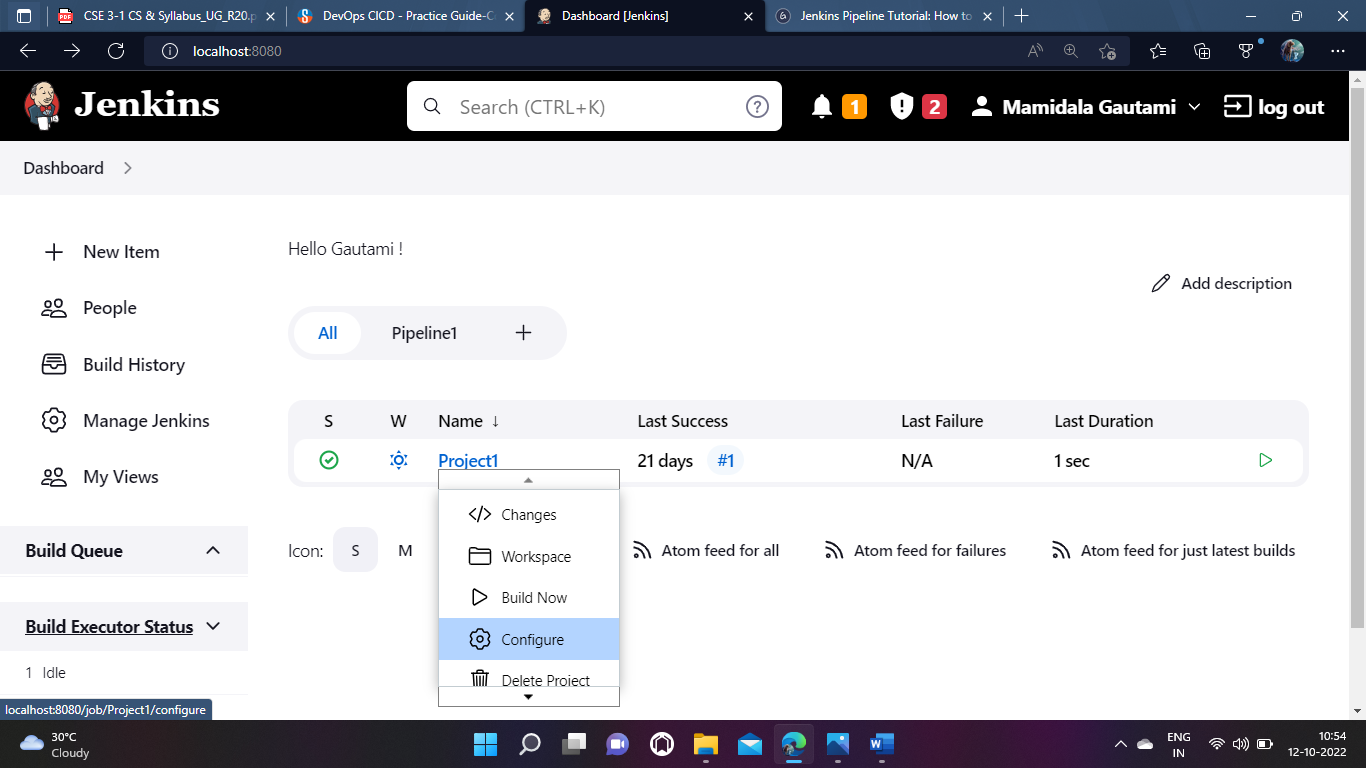 CSE 3-1 CS & Syllabus_UG_R20.p
DevOps CICD - Practice Guide-C
Dashboard [Jenkins]
Jenkins Pipeline Tutorial: How to
localhost:8080
Jenkins
Search (CTRL+K)
1
2
Mamidala Gautami
log out
Dashboard
New Item
People
Build History
Manage Jenkins
My Views
Build Queue
Build Executor Status
1 Idle
Hello Gautami !
Add description
All Pipeline1 +
S W Name ↓ Last Success Last Failure Last Duration
Project1 21 days #1 N/A 1 sec
Changes
Workspace
Build Now
Configure
Delete Project
Icon: S M
Atom feed for all
Atom feed for failures
Atom feed for just latest builds
localhost:8080/job/Project1/configure
30°C
Cloudy
ENG
IN
10:54
12-10-2022